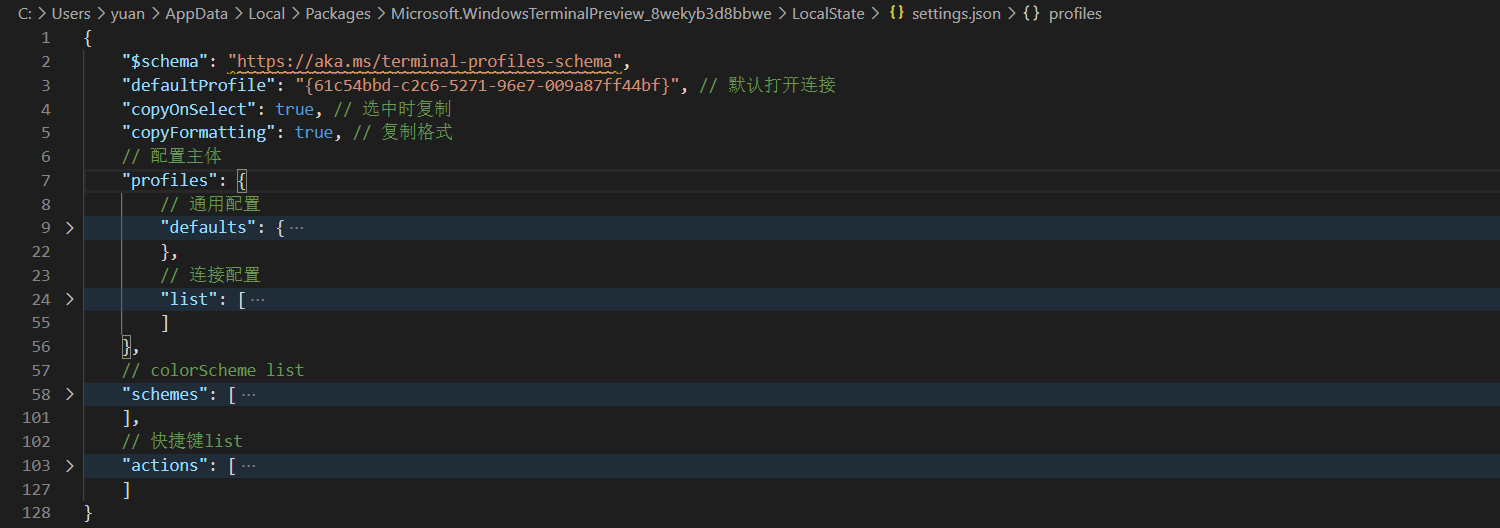 C: > Users > yuan > AppData > Local > Packages > Microsoft.WindowsTerminalPreview_8wekyb3d8bbwe > LocalState > {} settings.json > {} profiles
1 {
2 "$schema": "https://aka.ms/terminal-profiles-schema",
3 "defaultProfile": "{61c54bbd-c2c6-5271-96e7-009a87ff44bf}", // 默认打开连接
4 "copyOnSelect": true, // 选中时复制
5 "copyFormatting": true, // 复制格式
6 // 配置主体
7 "profiles": {
8 // 通用配置
9 > "defaults": { ···
22 },
23 // 连接配置
24 > "list": [ ···
55 ]
56 },
57 // colorScheme list
58 > "schemes": [ ···
101 ],
102 // 快捷键list
103 > "actions": [ ···
127 ]
128 }